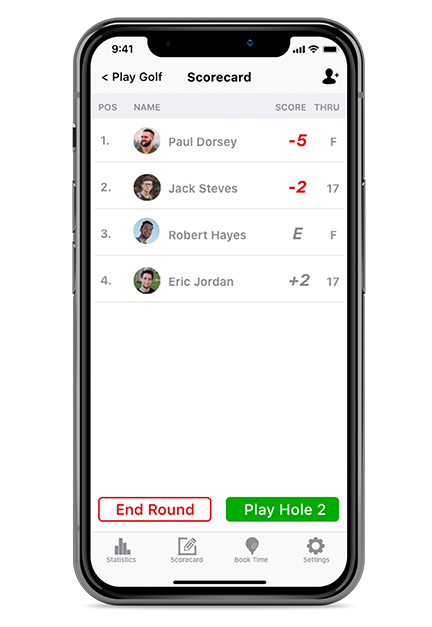 9:41
< Play Golf Scorecard
POS NAME SCORE THRU
1. Paul Dorsey -5 F
2. Jack Steves -2 17
3. Robert Hayes E F
4. Eric Jordan +2 17
End Round Play Hole 2
Statistics Scorecard Book Time Settings